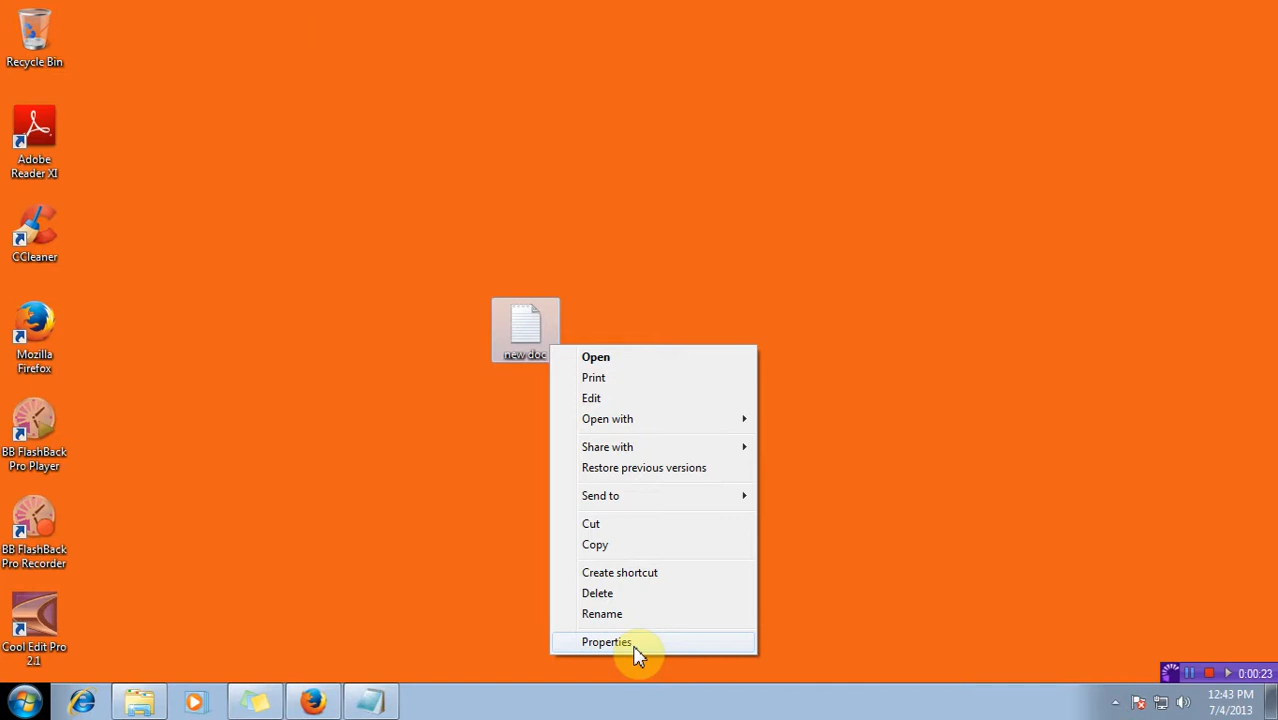 Recycle Bin
Adobe
Reader XI
CCleaner
Mozilla
Firefox
BB FlashBack
Pro Player
BB FlashBack
Pro Recorder
Cool Edit Pro
2.1
new doc
Open
Print
Edit
Open with
Share with
Restore previous versions
Send to
Cut
Copy
Create shortcut
Delete
Rename
Properties
0:00:23
12:43 PM
7/4/2013